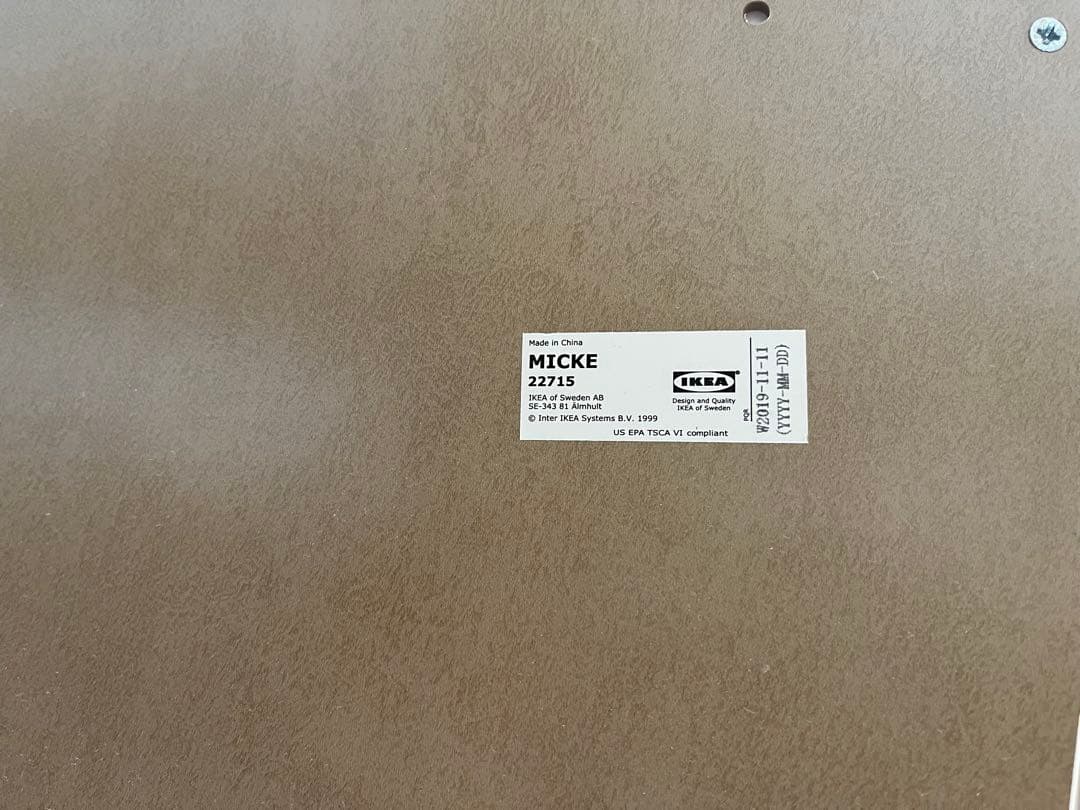 Made in China
MICKE
22715
IKEA of Sweden AB
SE-343 81 Älmhult
© Inter IKEA Systems B.V. 1999
US EPA TSCA VI compliant
IKEA®
Design and Quality
IKEA of Sweden
PQR
W2019-11-11
(YYYY-MM-DD)